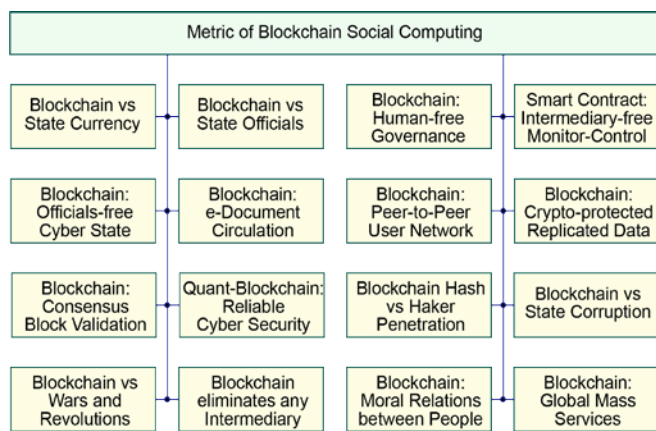 Metric of Blockchain Social Computing
Blockchain vs
State Currency
Blockchain vs
State Officials
Blockchain:
Human-free
Governance
Smart Contract:
Intermediary-free
Monitor-Control
Blockchain:
Officials-free
Cyber State
Blockchain:
e-Document
Circulation
Blockchain:
Peer-to-Peer
User Network
Blockchain:
Crypto-protected
Replicated Data
Blockchain:
Consensus
Block Validation
Quant-Blockchain:
Reliable
Cyber Security
Blockchain Hash
vs Haker
Penetration
Blockchain vs
State Corruption
Blockchain vs
Wars and
Revolutions
Blockchain
eliminates any
Intermediary
Blockchain:
Moral Relations
between People
Blockchain:
Global Mass
Services